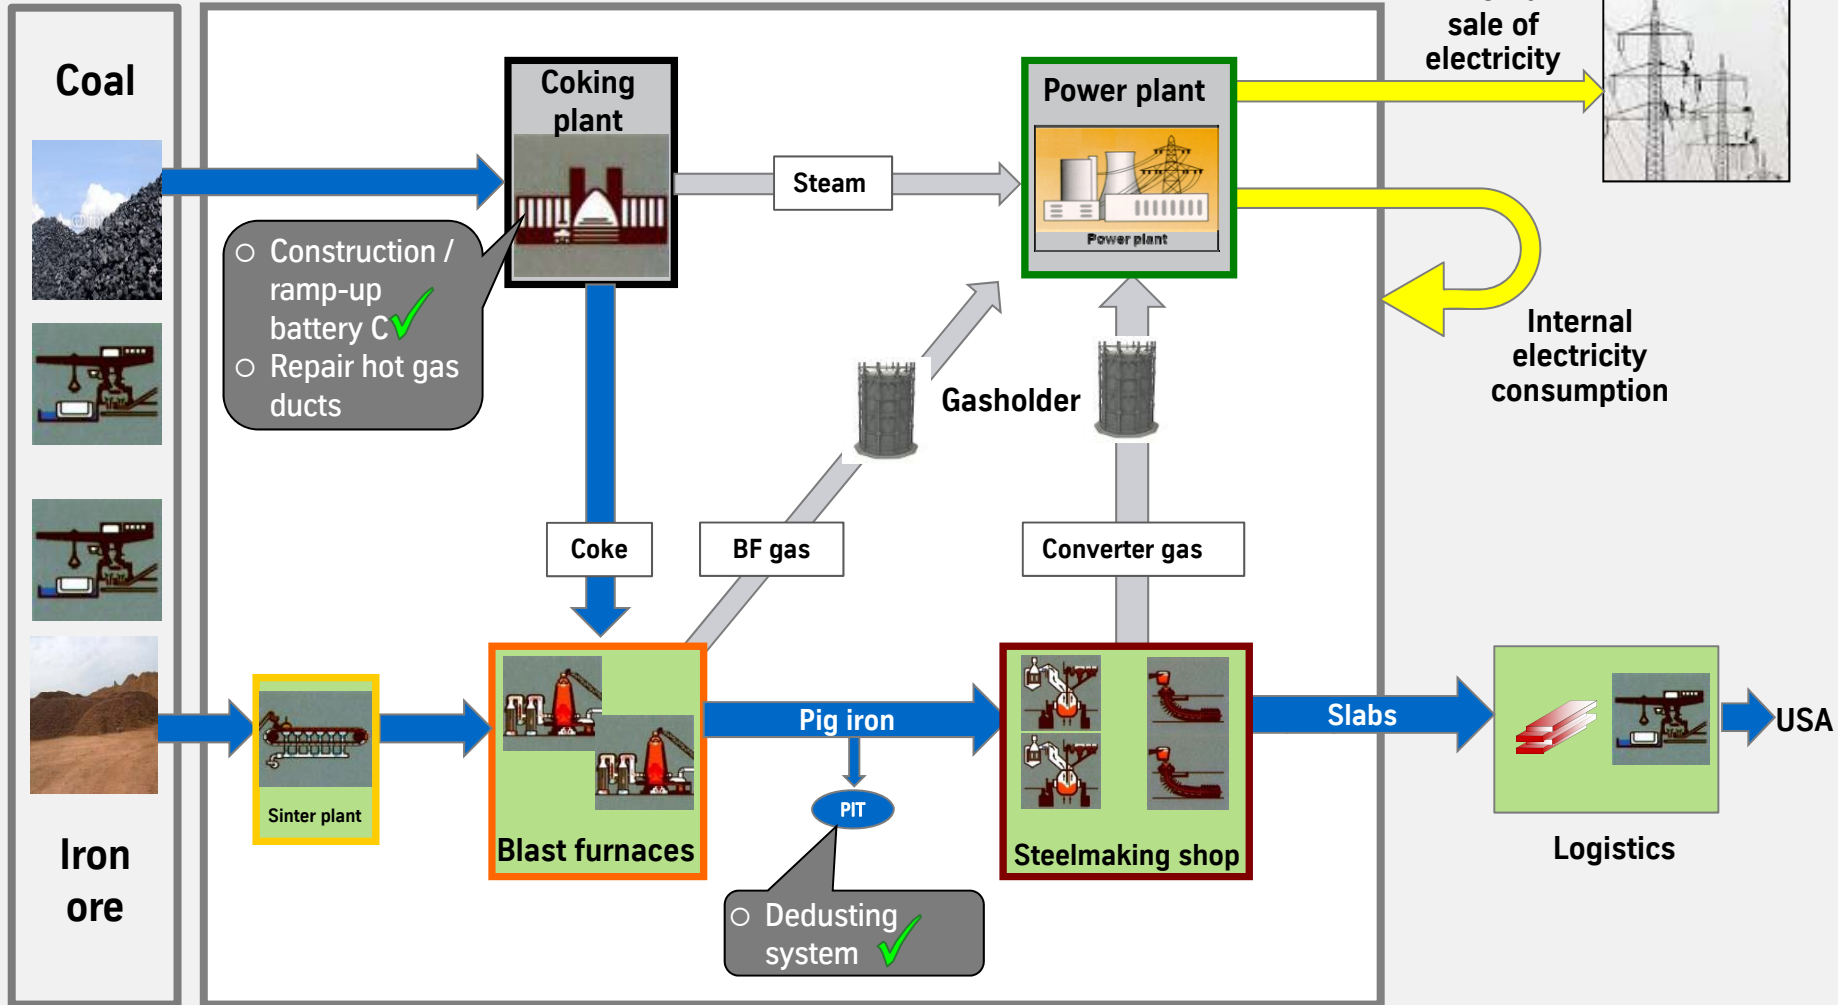 sale of
electricity
Coal
Coking
plant
Power plant
Steam
Power plant
○ Construction /
ramp-up
battery C
○ Repair hot gas
ducts
Internal
electricity
consumption
Gasholder
Coke
BF gas
Converter gas
Pig iron
Slabs
USA
PIT
Sinter plant
Blast furnaces
Steelmaking shop
Logistics
Iron
ore
○ Dedusting
system